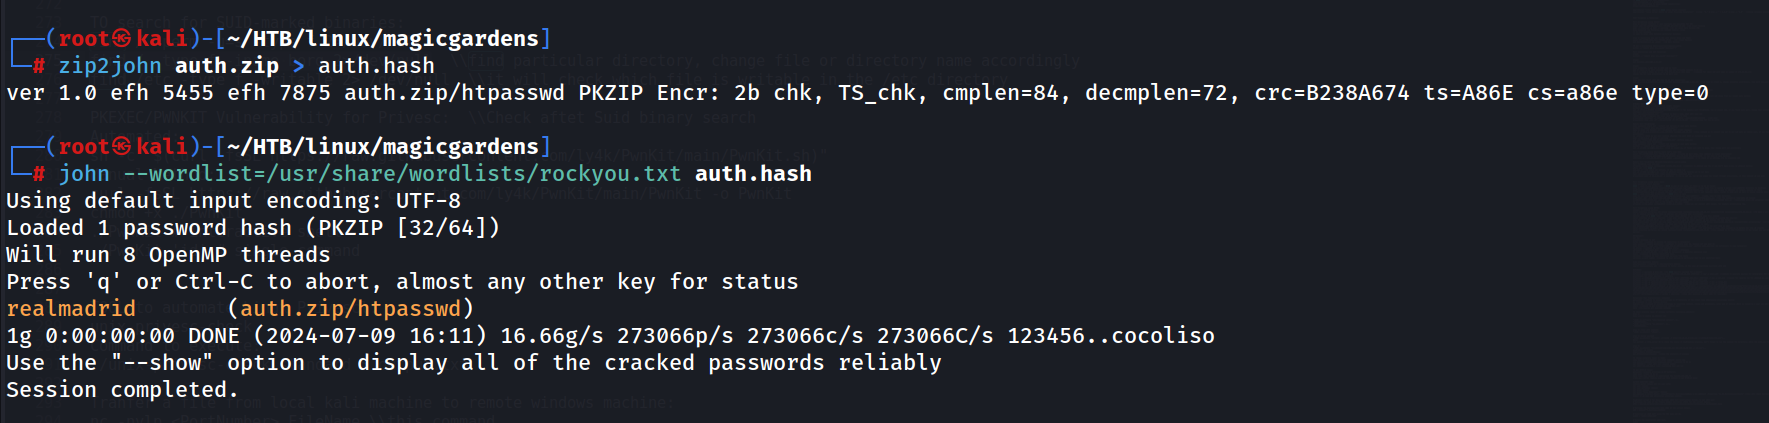 ┌──(root㉿kali)-[~/HTB/linux/magicgardens]
└─# zip2john auth.zip > auth.hash
ver 1.0 efh 5455 efh 7875 auth.zip/htpasswd PKZIP Encr: 2b chk, TS_chk, cmplen=84, decmplen=72, crc=B238A674 ts=A86E cs=a86e type=0
┌──(root㉿kali)-[~/HTB/linux/magicgardens]
└─# john --wordlist=/usr/share/wordlists/rockyou.txt auth.hash
Using default input encoding: UTF-8
Loaded 1 password hash (PKZIP [32/64])
Will run 8 OpenMP threads
Press 'q' or Ctrl-C to abort, almost any other key for status
realmadrid       (auth.zip/htpasswd)
1g 0:00:00:00 DONE (2024-07-09 16:11) 16.66g/s 273066p/s 273066c/s 273066C/s 123456..cocoliso
Use the "--show" option to display all of the cracked passwords reliably
Session completed.